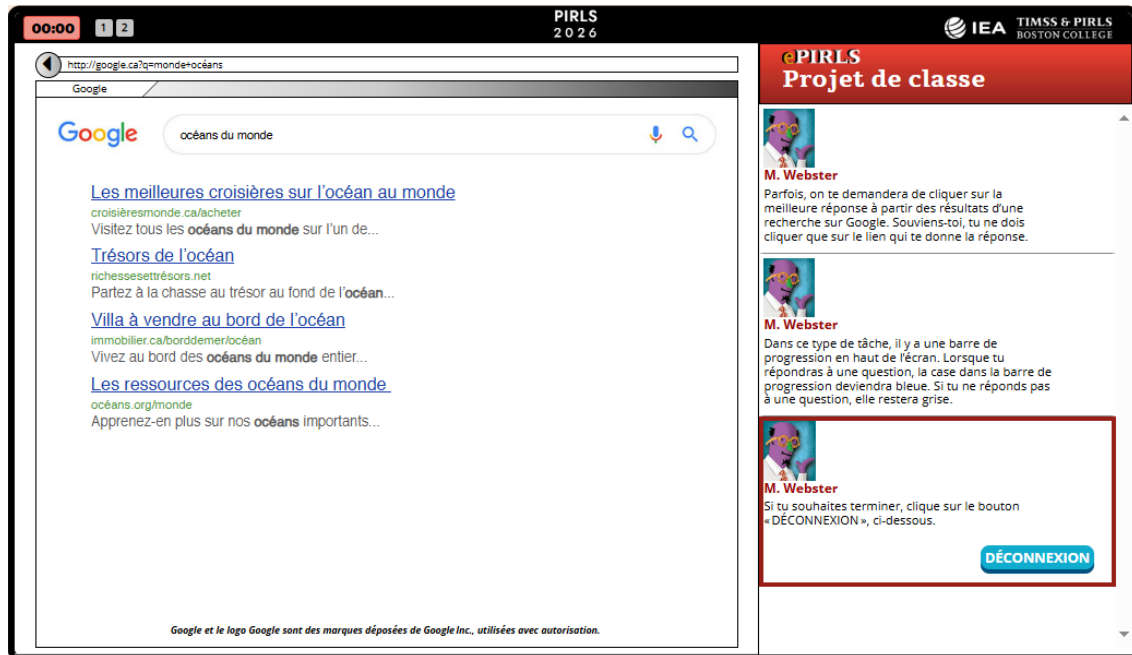 00:00
1 2
PIRLS
2026
IEA
TIMSS & PIRLS
BOSTON COLLEGE
http://google.ca?q=monde+océans
Google
Google
océans du monde
Les meilleures croisières sur l'océan au monde
croisièresmonde.ca/acheter
Visitez tous les océans du monde sur l'un de...
Trésors de l'océan
richessesettrésors.net
Partez à la chasse au trésor au fond de l'océan...
Villa à vendre au bord de l'océan
immobilier.ca/borddemer/océan
Vivez au bord des océans du monde entier...
Les ressources des océans du monde
océans.org/monde
Apprenez-en plus sur nos océans importants...
Google et le logo Google sont des marques déposées de Google Inc., utilisées avec autorisation.
ePIRLS
Projet de classe
M. Webster
Parfois, on te demandera de cliquer sur la
meilleure réponse à partir des résultats d'une
recherche sur Google. Souviens-toi, tu ne dois
cliquer que sur le lien qui te donne la réponse.
M. Webster
Dans ce type de tâche, il y a une barre de
progression en haut de l'écran. Lorsque tu
répondras à une question, la case dans la barre de
progression deviendra bleue. Si tu ne réponds pas
à une question, elle restera grise.
M. Webster
Si tu souhaites terminer, clique sur le bouton
« DÉCONNEXION », ci-dessous.
DÉCONNEXION